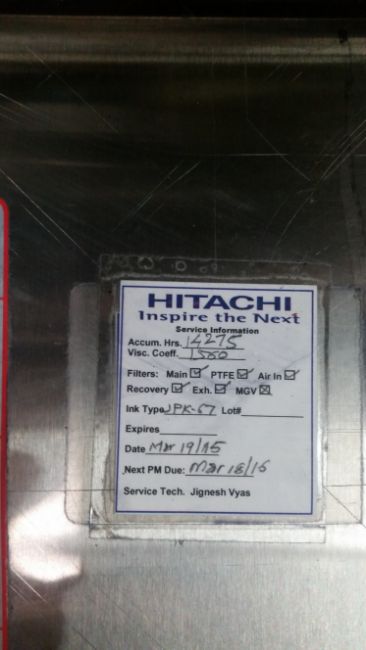 HITACHI
Inspire the Next
Service Information
Accum. Hrs. 14275
Visc. Coeff. 1560
Filters: Main ☑ PTFE ☑ Air In ☑
Recovery ☑ Exh. ☑ MGV ☒
Ink Type JPK-67 Lot#
Expires
Date Mar 19/15
Next PM Due: Mar 18/16
Service Tech. Jignesh Vyas